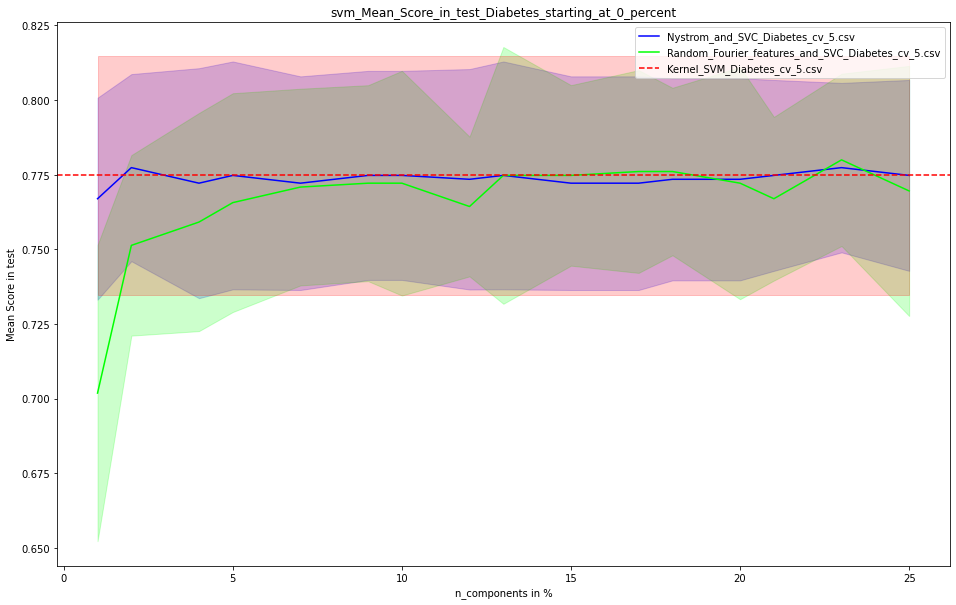 svm_Mean_Score_in_test_Diabetes_starting_at_0_percent
Nystrom_and_SVC_Diabetes_cv_5.csv
Random_Fourier_features_and_SVC_Diabetes_cv_5.csv
Kernel_SVM_Diabetes_cv_5.csv
Mean Score in test
0.825
0.800
0.775
0.750
0.725
0.700
0.675
0.650
0 5 10 15 20 25
n_components in %